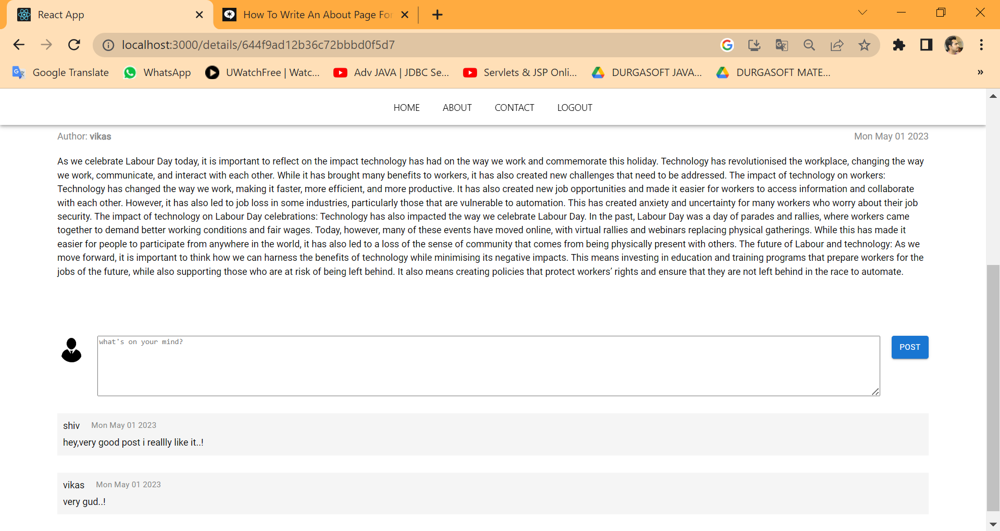 React App
How To Write An About Page For
localhost:3000/details/644f9ad12b36c72bbbd0f5d7
Google Translate WhatsApp UWatchFree | Watc... Adv JAVA | JDBC Se... Servlets & JSP Onli... DURGASOFT JAVA... DURGASOFT MATE... »
HOME ABOUT CONTACT LOGOUT
Author: vikas Mon May 01 2023
As we celebrate Labour Day today, it is important to reflect on the impact technology has had on the way we work and commemorate this holiday. Technology has revolutionised the workplace, changing the way
we work, communicate, and interact with each other. While it has brought many benefits to workers, it has also created new challenges that need to be addressed. The impact of technology on workers:
Technology has changed the way we work, making it faster, more efficient, and more productive. It has also created new job opportunities and made it easier for workers to access information and collaborate
with each other. However, it has also led to job loss in some industries, particularly those that are vulnerable to automation. This has created anxiety and uncertainty for many workers who worry about their job
security. The impact of technology on Labour Day celebrations: Technology has also impacted the way we celebrate Labour Day. In the past, Labour Day was a day of parades and rallies, where workers came
together to demand better working conditions and fair wages. Today, however, many of these events have moved online, with virtual rallies and webinars replacing physical gatherings. While this has made it
easier for people to participate from anywhere in the world, it has also led to a loss of the sense of community that comes from being physically present with others. The future of Labour and technology: As we
move forward, it is important to think how we can harness the benefits of technology while minimising its negative impacts. This means investing in education and training programs that prepare workers for the
jobs of the future, while also supporting those who are at risk of being left behind. It also means creating policies that protect workers’ rights and ensure that they are not left behind in the race to automate.
what's on your mind?
POST
shiv Mon May 01 2023
hey,very good post i reallly like it..!
vikas Mon May 01 2023
very gud..!